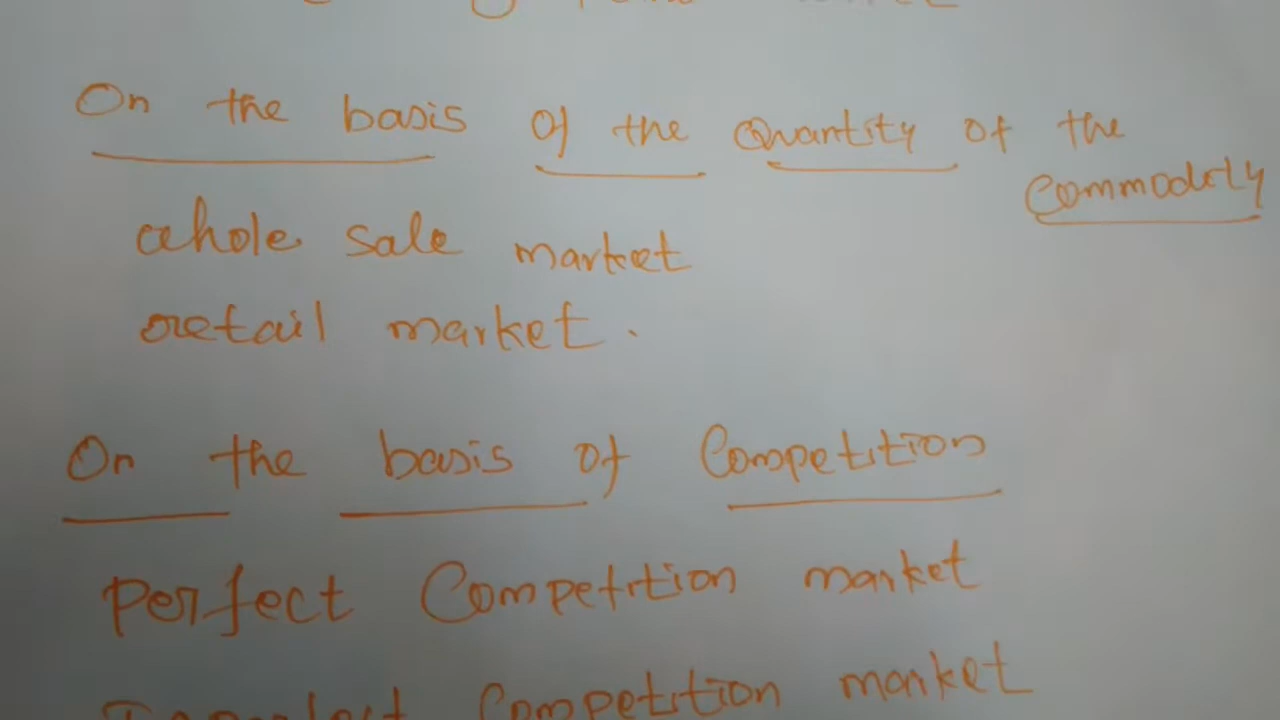 On the basis of the Quantity of the
Commodity
whole sale market
retail market.
On the basis of Competition
Perfect Competition market
Imperfect Competition market